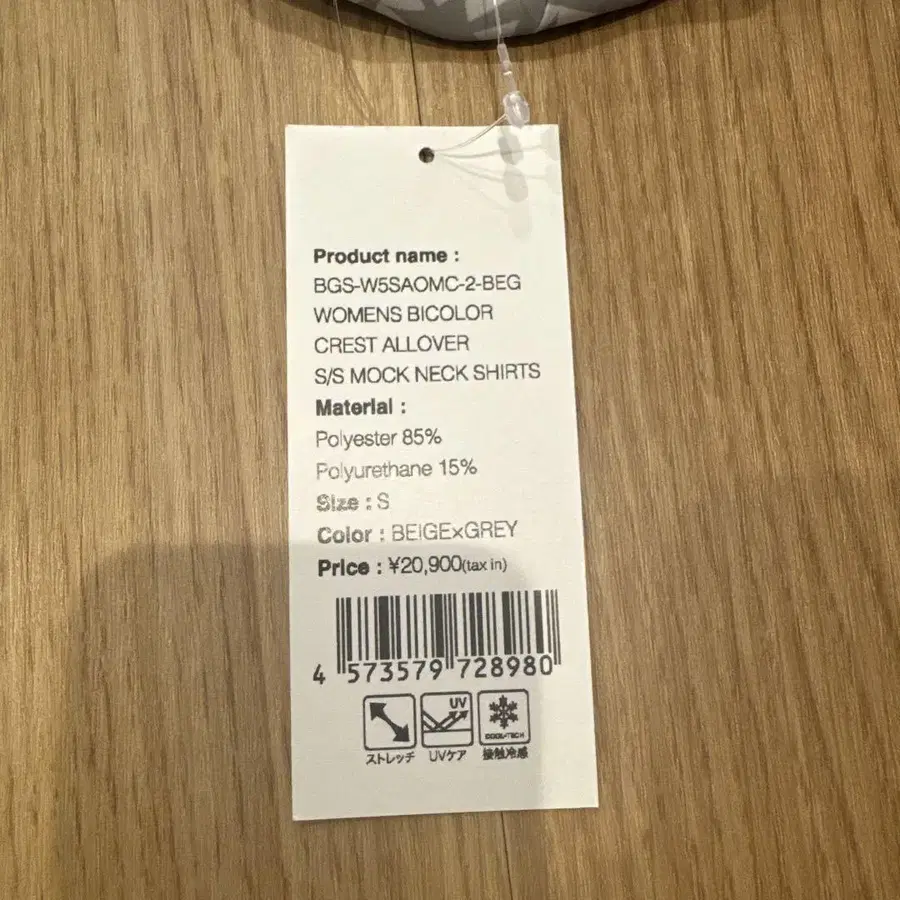 Product name :
BGS-W5SAOMC-2-BEG
WOMENS BICOLOR
CREST ALLOVER
S/S MOCK NECK SHIRTS
Material :
Polyester 85%
Polyurethane 15%
Size : S
Color : BEIGE×GREY
Price : ¥20,900(tax in)
4 573579 728980
UV
COOL-TECH
ストレッチ UVケア 接触冷感